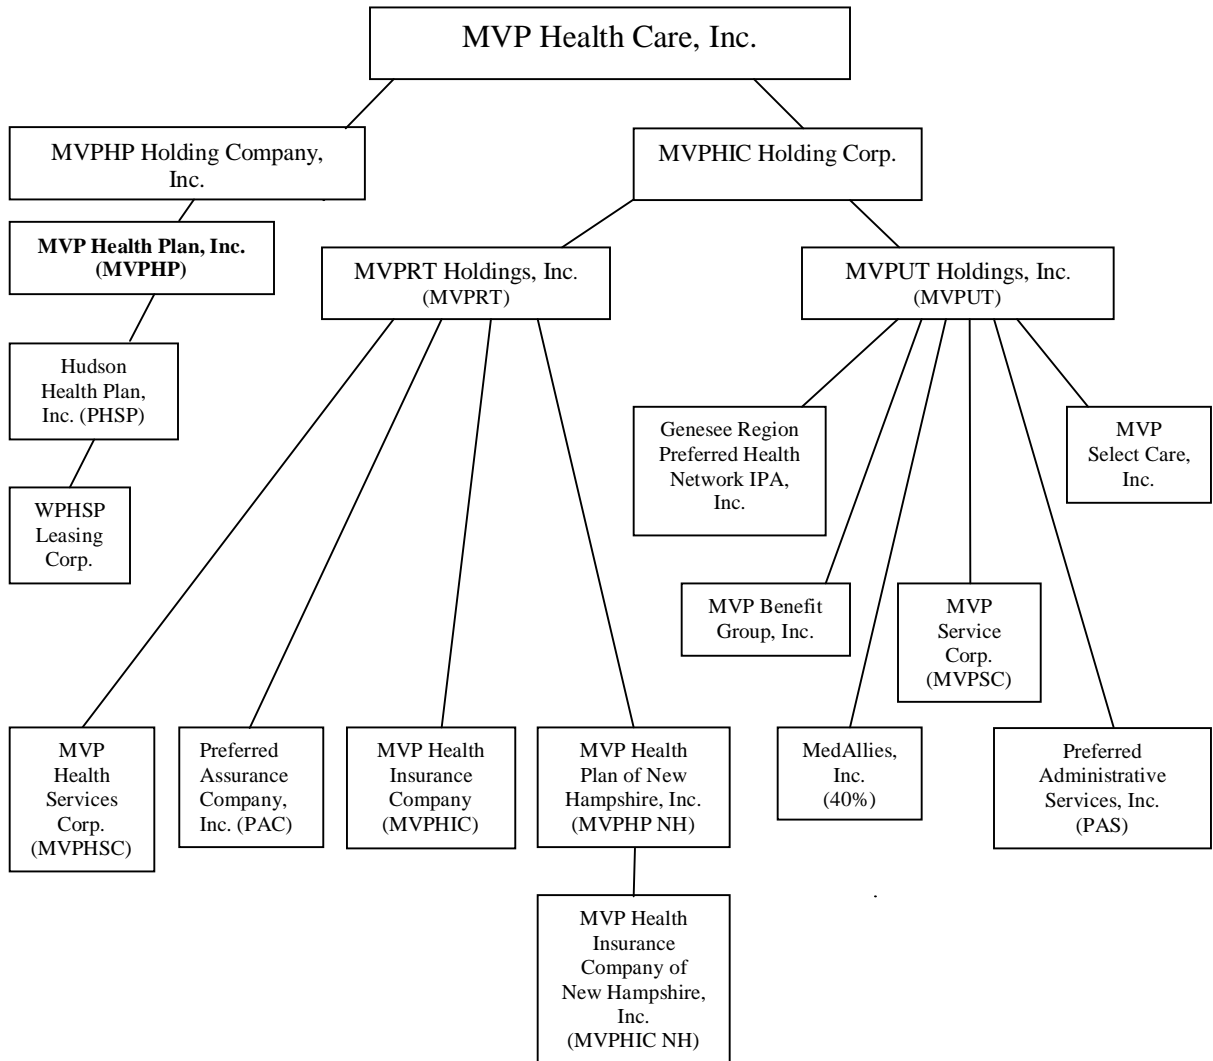 MVP Health Care, Inc.
MVPHP Holding Company,
Inc.
MVPHIC Holding Corp.
MVP Health Plan, Inc.
(MVPHP)
MVPRT Holdings, Inc.
(MVPRT)
MVPUT Holdings, Inc.
(MVPUT)
Hudson
Health Plan,
Inc. (PHSP)
Genesee Region
Preferred Health
Network IPA,
Inc.
MVP
Select Care,
Inc.
WPHSP
Leasing
Corp.
MVP Benefit
Group, Inc.
MVP
Service
Corp.
(MVPSC)
MVP
Health
Services
Corp.
(MVPHSC)
Preferred
Assurance
Company,
Inc. (PAC)
MVP Health
Insurance
Company
(MVPHIC)
MVP Health
Plan of New
Hampshire, Inc.
(MVPHP NH)
MedAllies,
Inc.
(40%)
Preferred
Administrative
Services, Inc.
(PAS)
MVP Health
Insurance
Company of
New Hampshire,
Inc.
(MVPHIC NH)